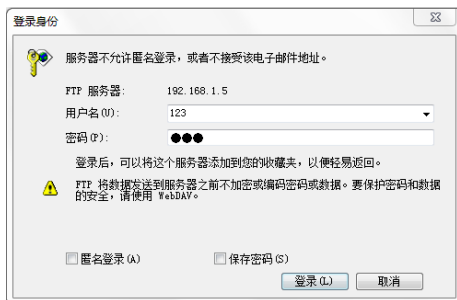 登录身份
服务器不允许匿名登录，或者不接受该电子邮件地址。
FTP 服务器: 192.168.1.5
用户名(U): 123
密码(P): ●●●
登录后，可以将这个服务器添加到您的收藏夹，以便轻易返回。
FTP 将数据发送到服务器之前不加密或编码密码或数据。要保护密码和数据
的安全，请使用 WebDAV。
匿名登录(A) 保存密码(S)
登录(L) 取消